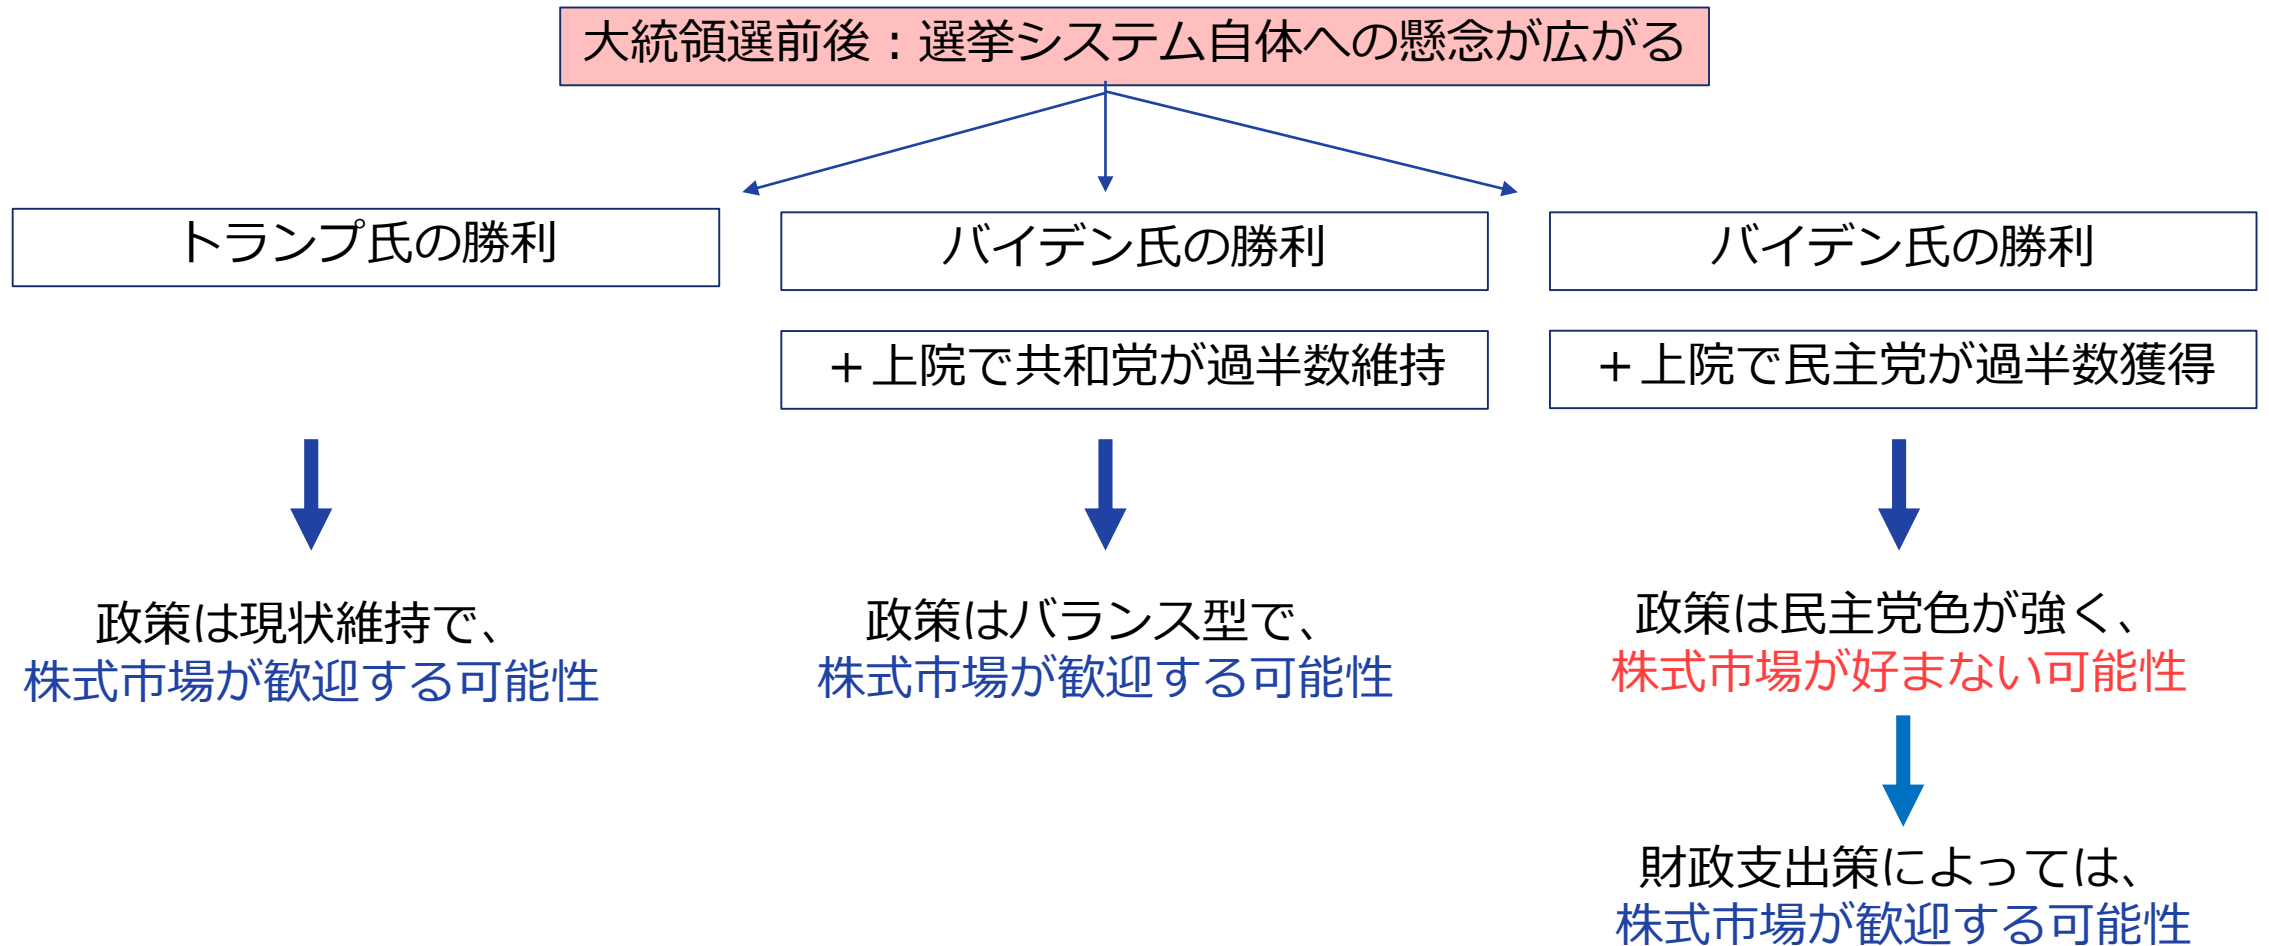 大統領選前後：選挙システム自体への懸念が広がる
トランプ氏の勝利
バイデン氏の勝利
バイデン氏の勝利
＋上院で共和党が過半数維持
＋上院で民主党が過半数獲得
政策は現状維持で、
株式市場が歓迎する可能性
政策はバランス型で、
株式市場が歓迎する可能性
政策は民主党色が強く、
株式市場が好まない可能性
財政支出策によっては、
株式市場が歓迎する可能性